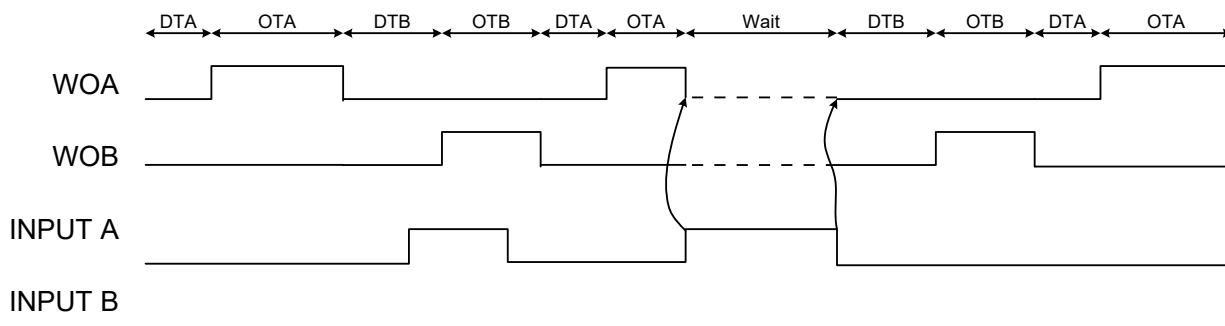 DTA OTA DTB OTB DTA OTA Wait DTB OTB DTA OTA
WOA
WOB
INPUT A
INPUT B